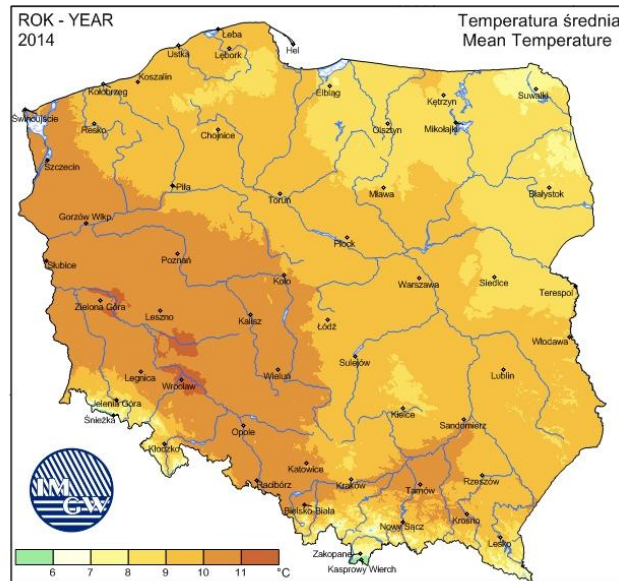 ROK - YEAR
2014
Temperatura średnia
Mean Temperature
Łeba
Hel
Ustka
Lębork
Koszalin
Kołobrzeg
Elbląg
Kętrzyn
Suwałki
Świnoujście
Resko
Chojnice
Olsztyn
Mikołajki
Szczecin
Piła
Toruń
Mława
Białystok
Gorzów Wlkp.
Płock
Słubice
Poznań
Koło
Warszawa
Siedlce
Terespol
Zielona Góra
Leszno
Kalisz
Łódź
Włodawa
Sulejów
Legnica
Wrocław
Wieluń
Lublin
Jelenia Góra
Śnieżka
Kielce
Opole
Sandomierz
Kłodzko
Katowice
Racibórz
Kraków
Tarnów
Rzeszów
Bielsko-Biała
Nowy Sącz
Krosno
Lesko
Zakopane
Kasprowy Wierch
IM
GW
6 7 8 9 10 11 °C